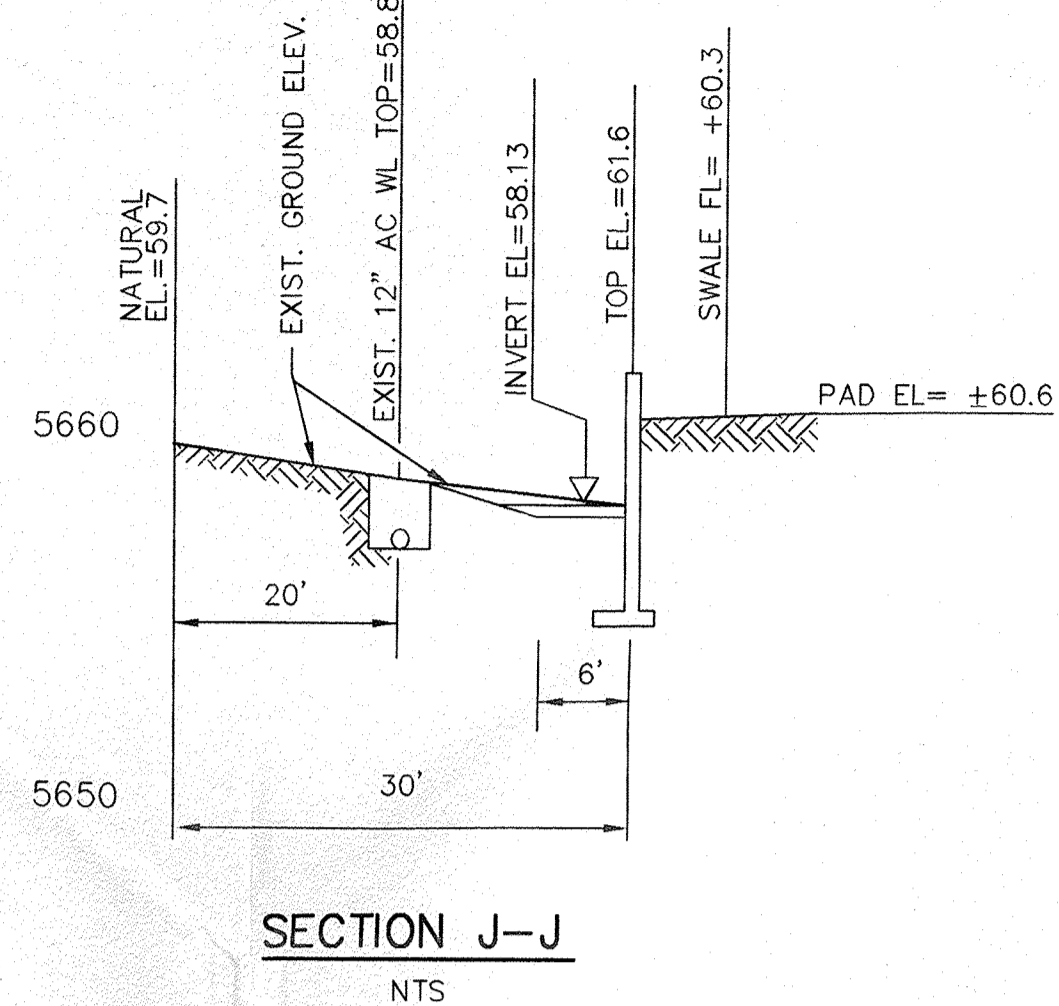 NATURAL
EL.=59.7
EXIST. GROUND ELEV.
EXIST. 12" AC WL TOP=58.8
INVERT EL=58.13
TOP EL.=61.6
SWALE FL= +60.3
PAD EL= ±60.6
5660
20'
6'
30'
5650
SECTION J-J
NTS